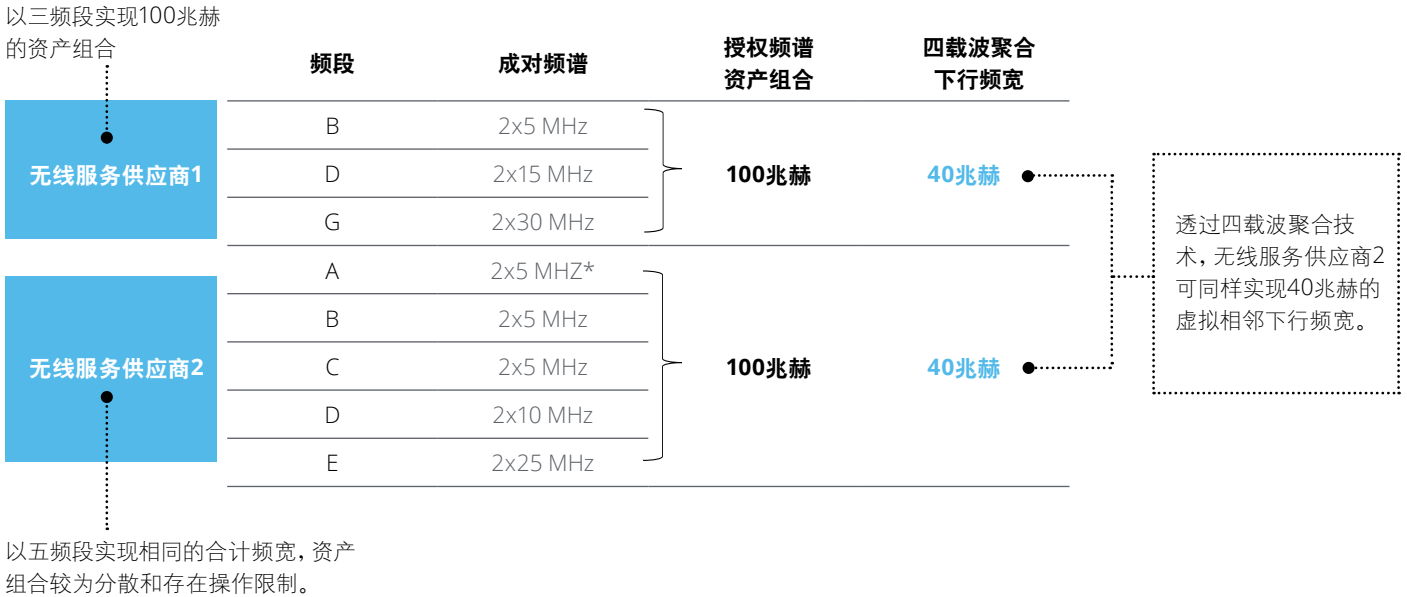 以三频段实现100兆赫
的资产组合
频段
成对频谱
授权频谱
资产组合
四载波聚合
下行频宽
无线服务供应商1
B
2x5 MHz
D
2x15 MHz
G
2x30 MHz
100兆赫
40兆赫
无线服务供应商2
A
2x5 MHZ*
B
2x5 MHz
C
2x5 MHz
D
2x10 MHz
E
2x25 MHz
100兆赫
40兆赫
透过四载波聚合技
术，无线服务供应商2
可同样实现40兆赫的
虚拟相邻下行频宽。
以五频段实现相同的合计频宽，资产
组合较为分散和存在操作限制。